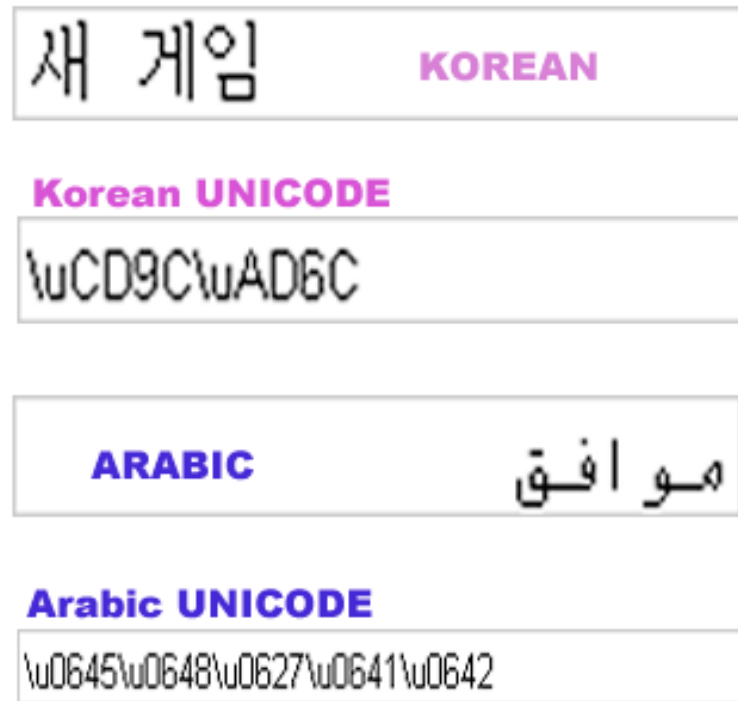 새 게임 KOREAN
Korean UNICODE
\uCD9C\uAD6C
ARABIC موافق
Arabic UNICODE
\u0645\u0648\u0627\u0641\u0642